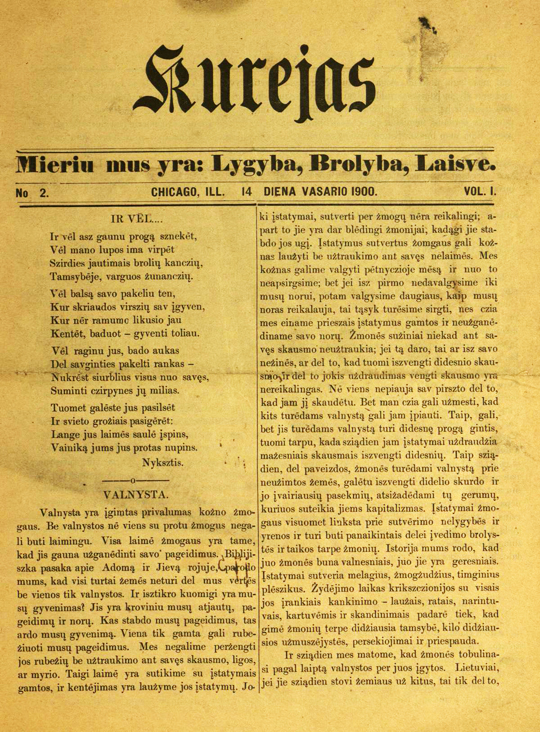 Kurejas
Mieriu mus yra: Lygyba, Brolyba, Laisve.
No 2. CHICAGO, ILL. 14 DIENA VASARIO 1900. VOL. I.
IR VĖL....
Ir vėl asz gaunu progą sznekėt,
Vėl mano lupos ima virpėt
Szirdies jautimais brolių kanczių,
Tamsybėje, varguos žunanczių.
Vėl balsą savo pakeliu ten,
Kur skriaudos virszių sav įgyven,
Kur nėr ramumo likusio jau
Kentėt, baduot – gyventi toliau.
Vėl raginu jus, bado aukas
Del sayginties pakelti rankas –
Nukrėst siurblius visus nuo savęs,
Suminti czirpynes jų milias.
Tuomet galėste jus pasilsėt
Ir svieto grožiais pasigėrėt:
Lange jus laimės saulė įspins,
Vainiką jums jus protas nupins.
Nyksztis.
VALNYSTA.
Valnysta yra įgimtas privalumas kožno žmo-
gaus. Be valnystos nė viens su protu žmogus nega-
li buti laimingu. Visa laimė žmogaus yra tame,
kad jis gauna užganėdinti savo pageidimus. Biblij-
szka pasaka apie Adomą ir Jievą rojuje, parodo
mums, kad visi turtai žemės neturi del mus vertės
be vienos tik valnystos. Ir isztikro kuomigi yra mu-
sų gyvenimas! Jis yra kroviniu musų atjautų, pa-
geidimų ir norų. Kas stabdo musų pageidimus, tas
ardo musų gyvenimą. Viena tik gamta gali rube-
žiuoti musų pageidimus. Mes negalime peržengti
jos rubežių be užtraukimo ant savęs skausmo, ligos,
ar myrio. Taigi laimė yra sutikime su įstatymais
gamtos, ir kentėjimas yra laužyme jos įstatymų. Jo-
ki įstatymai, sutverti per žmogų nėra reikalingi; a-
part to jie yra dar blėdingi žmonijai; kadągi jie sta-
bdo jos ugį. Įstatymus sutvertus žomgaus gali kož-
nas laužyti be užtraukimo ant savęs nelaimės. Mes
kožnas galime valgyti pėtnyczioje mėsą ir nuo to
neapsirgsime; bet jei isz pirmo nedavalgysime iki
musų norui, potam valgysime daugiaus, kaip musų
noras reikalauja, tai tąsyk turėsime sirgti, nes czia
mes einame prieszais įstatymus gamtos ir neužganė-
diname savo norų. Žmonės sužiniai niekad ant sa-
vęs skausmo neužtraukia; jei tą daro, tai ar isz savo
nežinės, ar del to, kad tuomi iszvengti didesnio skau-
smo, ir del to jokis uždraudimas vengti skausmo yra
nereikalingas. Nė viens nepiauja sav pirszto del to,
kad jam jį skaudėtu. Bet man czia gali užmesti, kad
kits turėdams valnystą gali jam įpiauti. Taip, gali,
bet jis turėdams valnystą turi didesnę progą gintis,
tuomi tarpu, kada sziądien jam įstatymai uždraudžia
mažesniais skausmais iszvengti didesnių. Taip szią-
dien, del paveizdos, žmonės turėdami valnystą prie
neužimtos žemės, galėtu iszvengti didelio skurdo ir
jo įvairiausių pasekmių, atsižadėdami tų gerumų,
kuriuos suteikia jiems kapitalizmas. Įstatymai žmo-
gaus visuomet linksta prie sutvėrimo nelygybės ir
vyrenos ir turi buti panaikintais delei įvedimo brolys-
tės ir taikos tarpe žmonių. Istorija mums rodo, kad
juo žmonės buna valnesniais, juo jie yra geresniais.
Įstatymai sutveria melagius, žmogžudžius, timginius
plėszikus. Žydėjimo laikas krikszczionijos su visais
jos įrankiais kankinimo - laužais, ratais, narintu-
vais, kartuvėmis ir skandinimais padarė tiek, kad
gimė žmonių terpe didžiausia tamsybė, kilo didžiau-
sios užmuszėjystės, persekiojimai ir priespauda.
Ir sziądien mes matome, kad žmonės tobulina-
si pagal laiptą valnystos per juos įgytos. Lietuviai,
jei jie sziądien stovi žemiaus už kitus, tai tik del to,